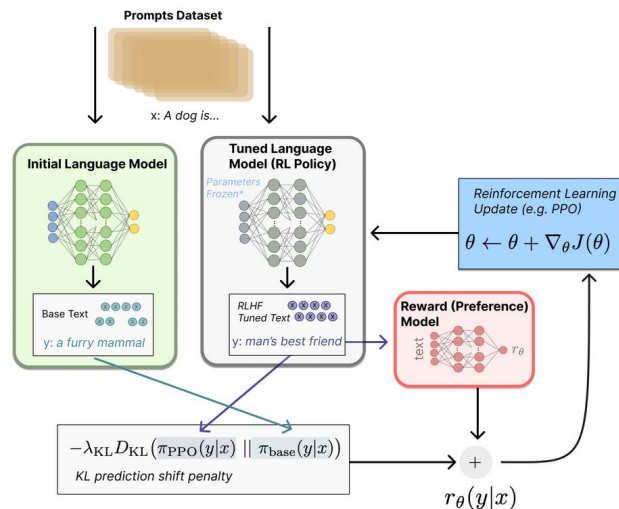 Prompts Dataset
x: A dog is...
Initial Language Model
Base Text
y: a furry mammal
Tuned Language
Model (RL Policy)
Parameters
Frozen*
RLHF
Tuned Text
y: man's best friend
Reinforcement Learning
Update (e.g. PPO)
θ ← θ + ∇θJ(θ)
Reward (Preference)
Model
text
rθ
−λKL DKL(πPPO(y|x) || πbase(y|x))
KL prediction shift penalty
+
rθ(y|x)